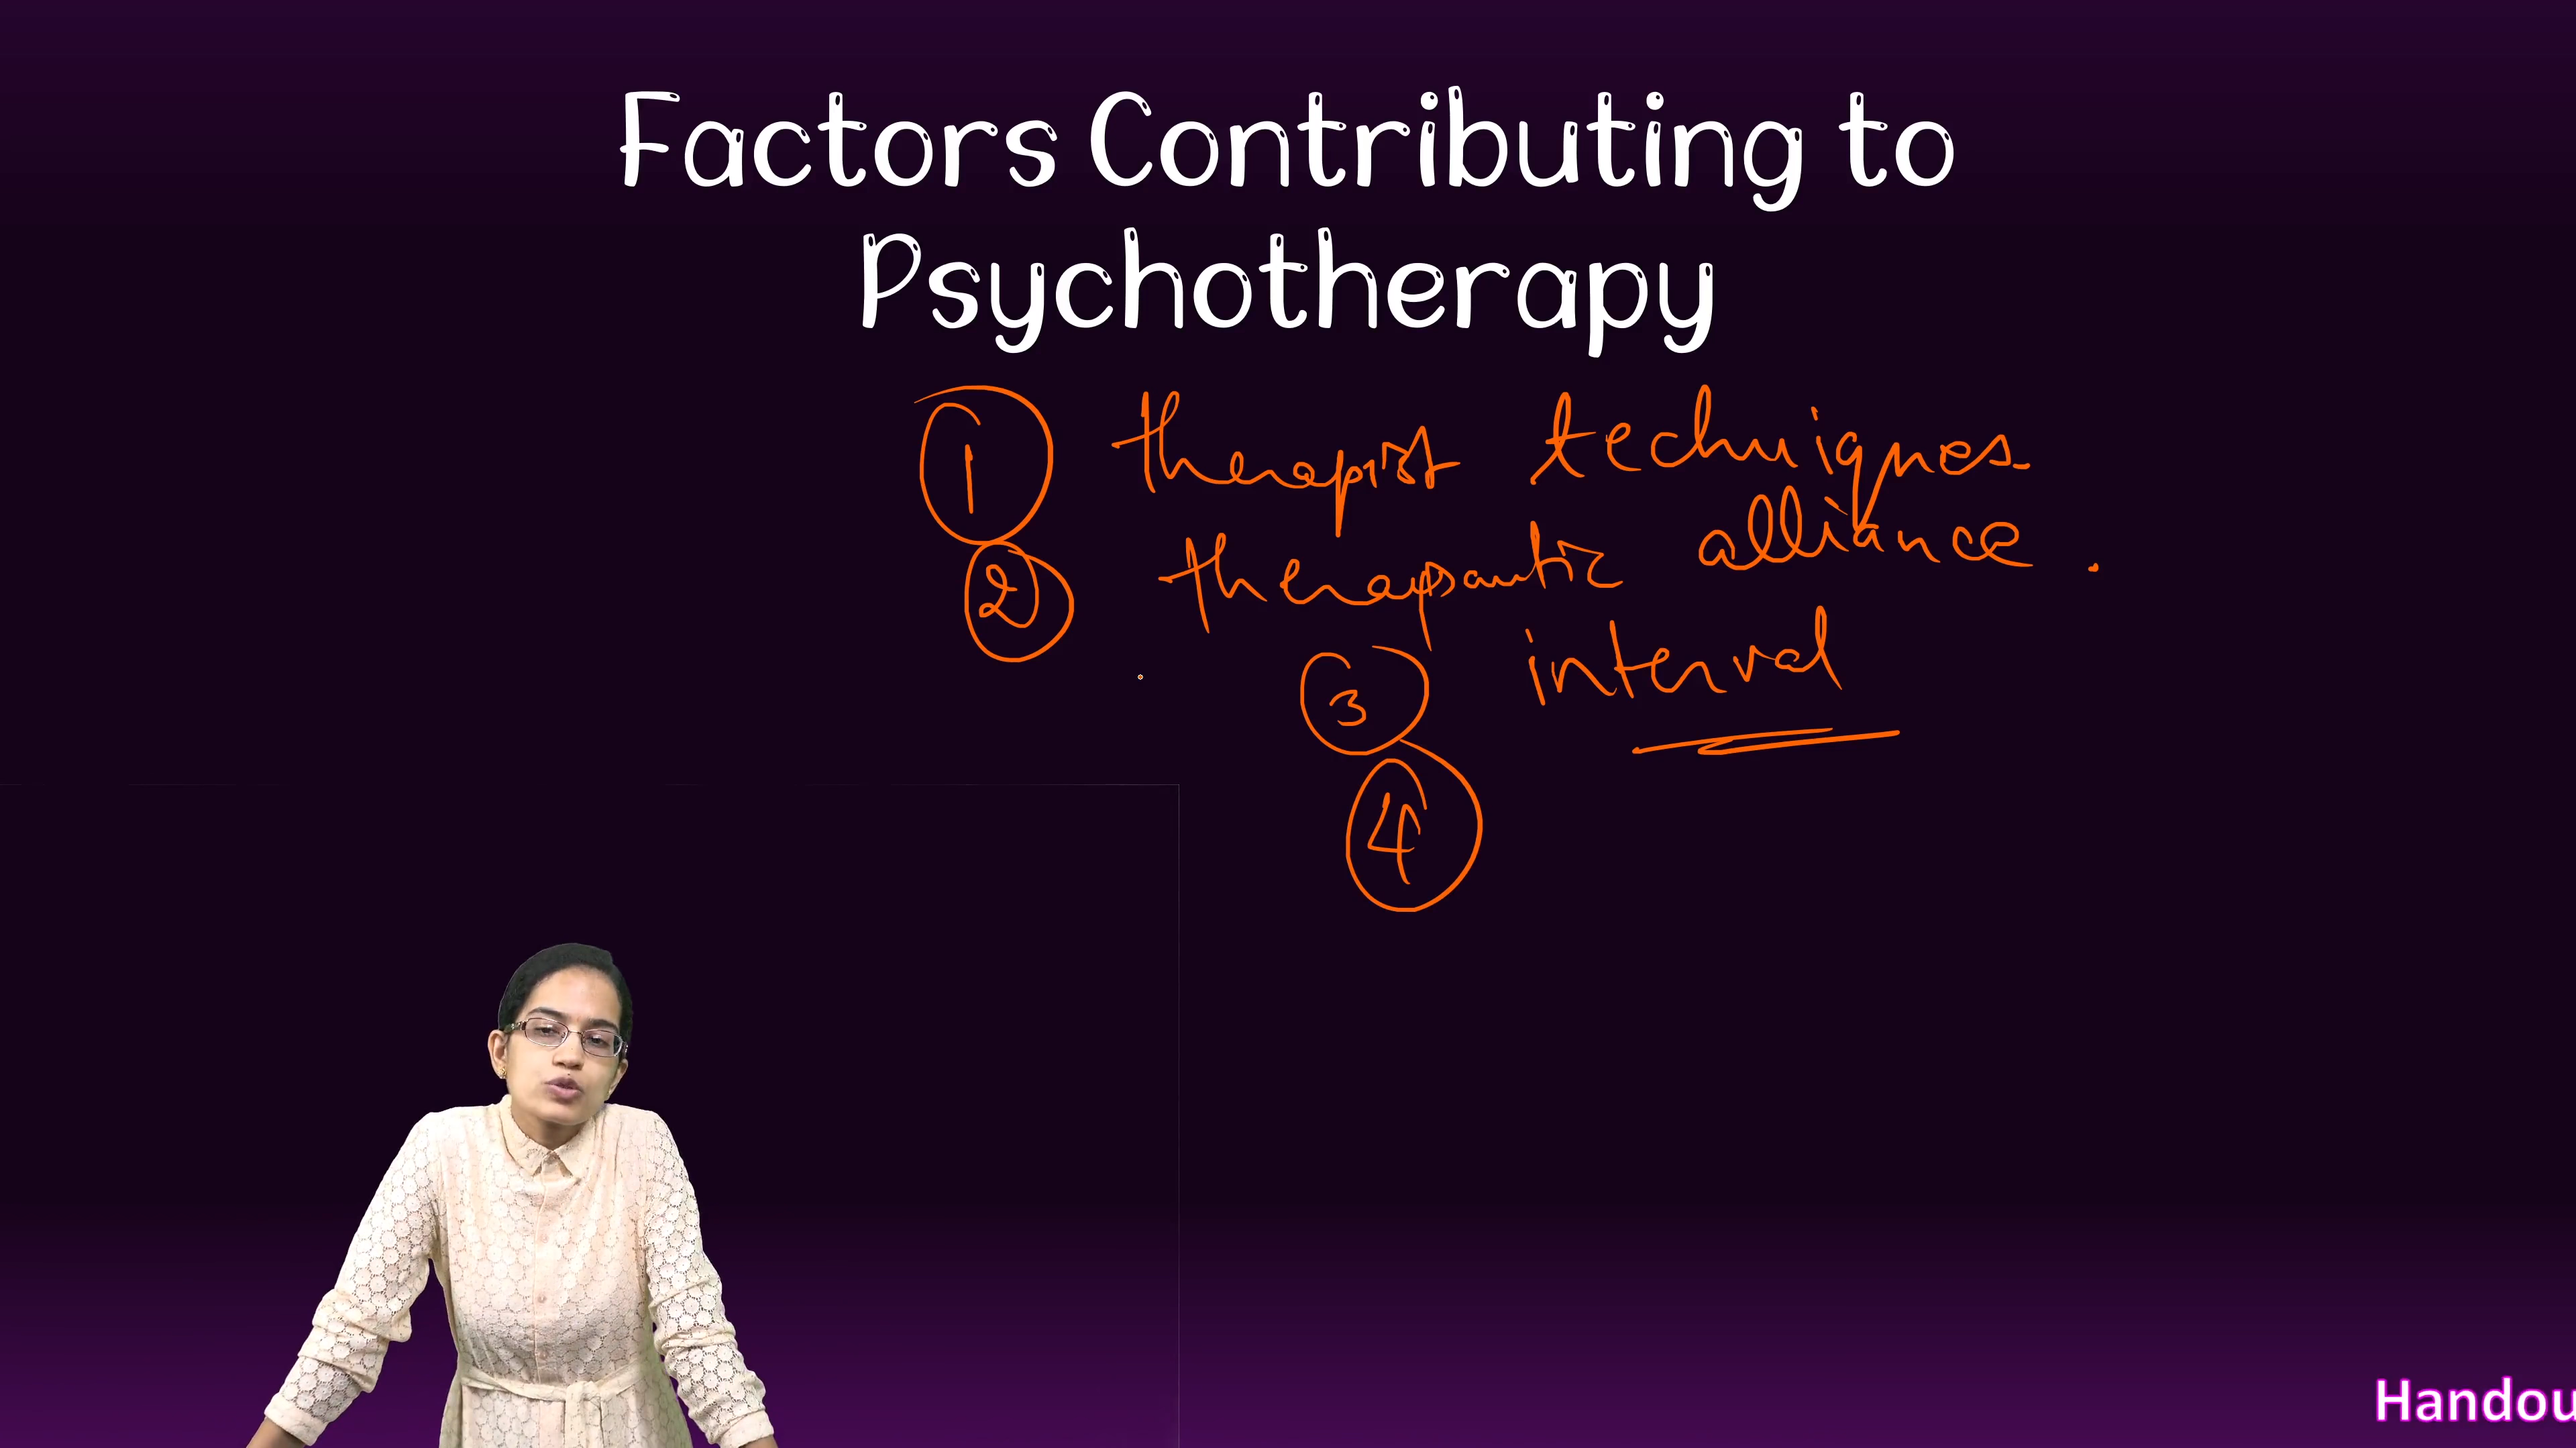 Factors Contributing to
Psychotherapy
1 therapist techniques
2 therapeutic alliance.
3 interval
4
Handou